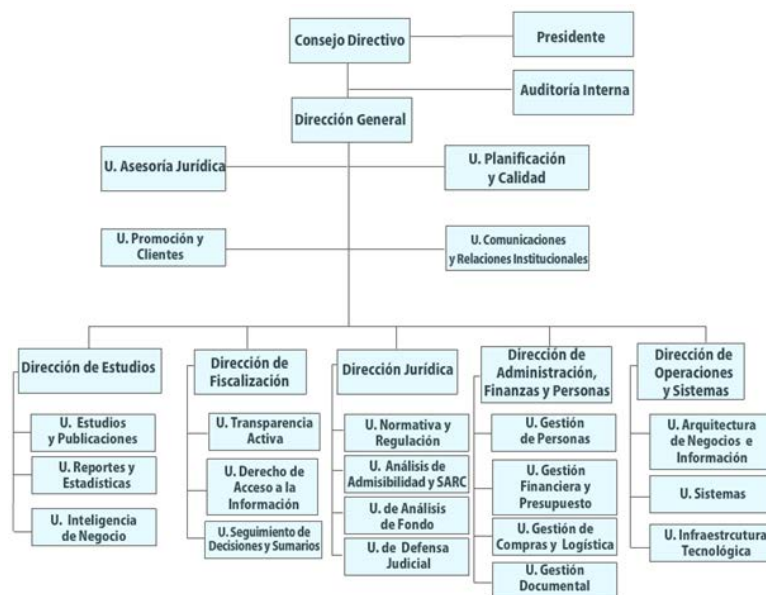 Consejo Directivo
Presidente
Auditoría Interna
Dirección General
U. Asesoría Jurídica
U. Planificación
y Calidad
U. Promoción y
Clientes
U. Comunicaciones
y Relaciones Institucionales
Dirección de Estudios
U. Estudios
y Publicaciones
U. Reportes y
Estadísticas
U. Inteligencia
de Negocio
Dirección de
Fiscalización
U. Transparencia
Activa
U. Derecho de
Acceso a la
Información
U. Seguimiento de
Decisiones y Sumarios
Dirección Jurídica
U. Normativa y
Regulación
U. Análisis de
Admisibilidad y SARC
U. de Análisis
de Fondo
U. de Defensa
Judicial
Dirección de
Administración,
Finanzas y Personas
U. Gestión
de Personas
U. Gestión
Financiera y
Presupuesto
U. Gestión de
Compras y Logística
U. Gestión
Documental
Dirección de
Operaciones
y Sistemas
U. Arquitectura
de Negocios e
Información
U. Sistemas
U. Infraestrcutura
Tecnológica